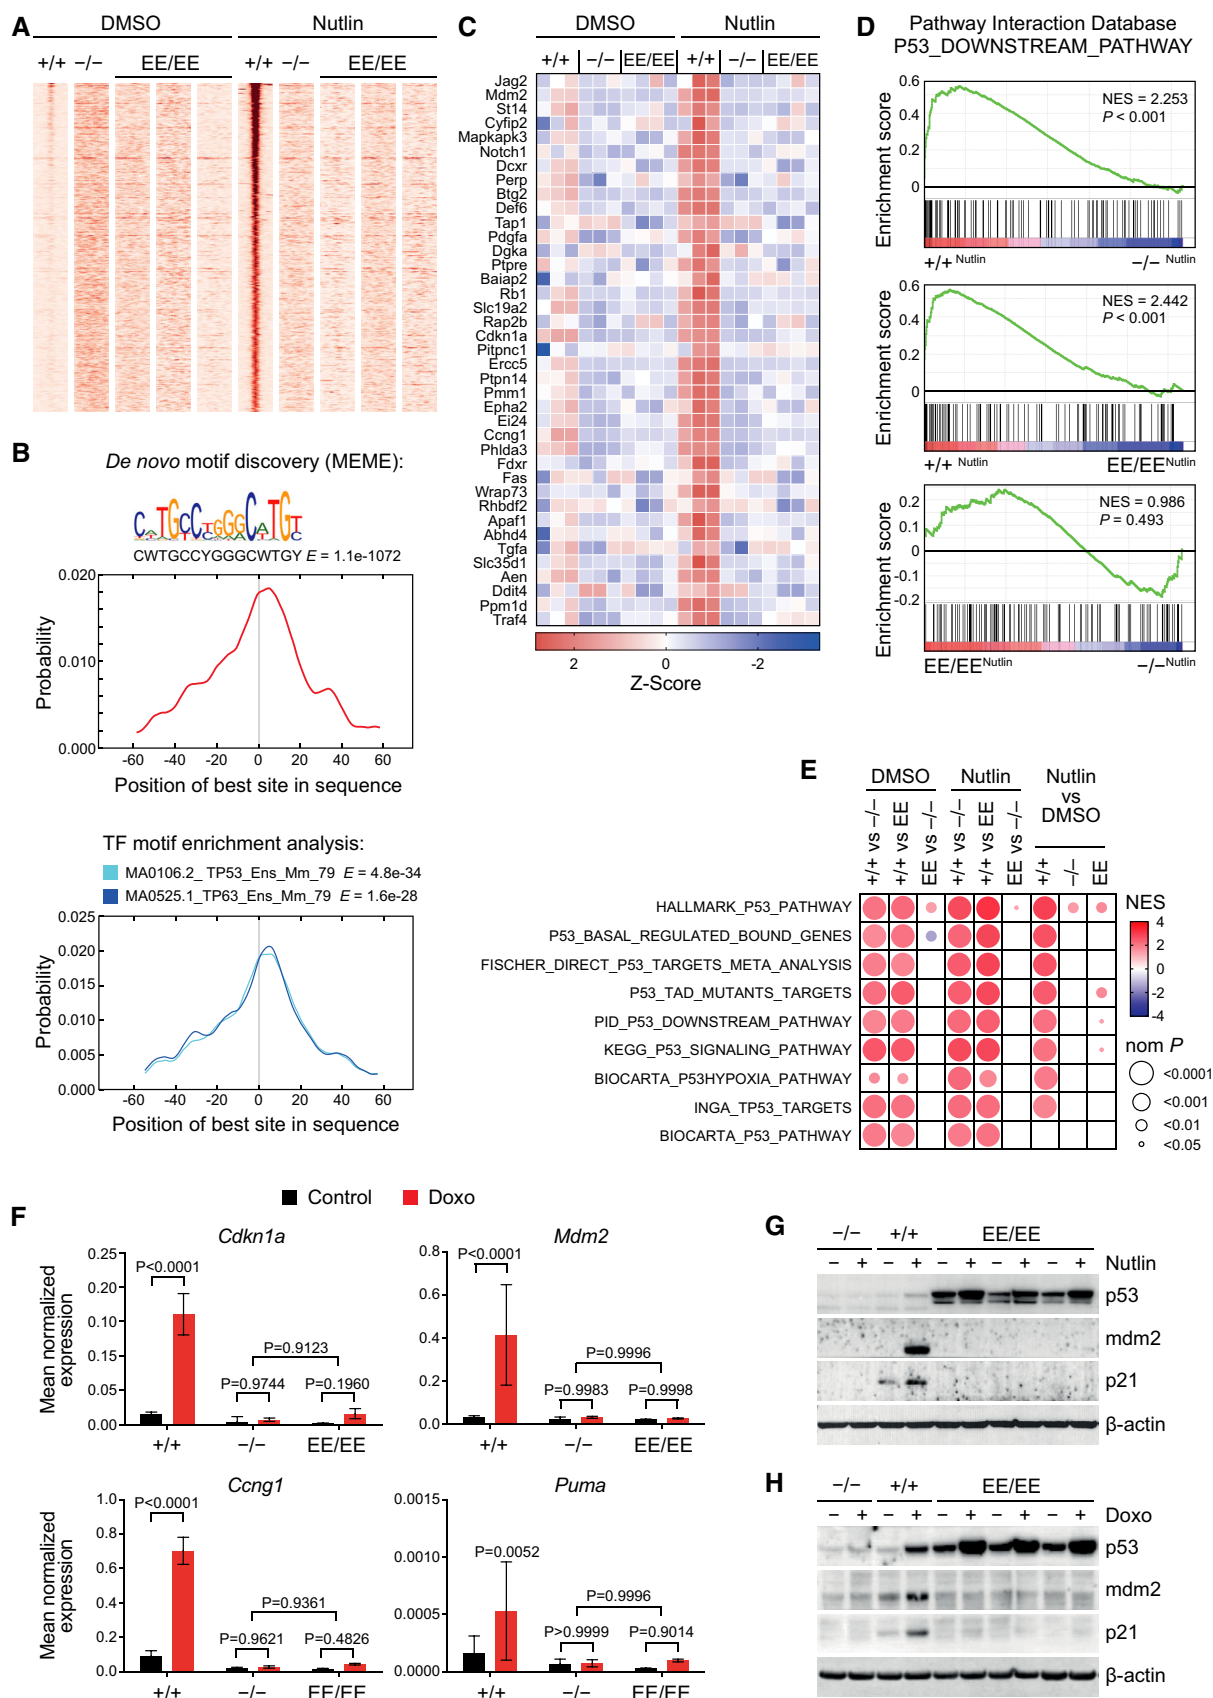 A
DMSO
Nutlin
+/+ −/− EE/EE +/+ −/− EE/EE
B
De novo motif discovery (MEME):
CWTGCCYGGGCWTGY E = 1.1e-1072
0.020
0.010
0.000
Probability
-60 -40 -20 0 20 40 60
Position of best site in sequence
TF motif enrichment analysis:
MA0106.2_ TP53_Ens_Mm_79 E = 4.8e-34
MA0525.1_TP63_Ens_Mm_79 E = 1.6e-28
0.025
0.020
0.015
0.010
0.005
0.000
Probability
-60 -40 -20 0 20 40 60
Position of best site in sequence
C
DMSO
Nutlin
+/+ −/− EE/EE +/+ −/− EE/EE
Jag2
Mdm2
St14
Cyfip2
Mapkapk3
Notch1
Dcxr
Perp
Btg2
Def6
Tap1
Pdgfa
Dgka
Ptpre
Baiap2
Rb1
Slc19a2
Rap2b
Cdkn1a
Pitpnc1
Ercc5
Ptpn14
Pmm1
Epha2
Ei24
Ccng1
Phlda3
Fdxr
Fas
Wrap73
Rhbdf2
Apaf1
Abhd4
Tgfa
Slc35d1
Aen
Ddit4
Ppm1d
Traf4
2 0 -2
Z-Score
D
Pathway Interaction Database
P53_DOWNSTREAM_PATHWAY
Enrichment score
0.6
0.4
0.2
0
NES = 2.253
P < 0.001
+/+ Nutlin
−/− Nutlin
Enrichment score
0.6
0.4
0.2
0
NES = 2.442
P < 0.001
+/+ Nutlin
EE/EE Nutlin
Enrichment score
0.2
0.1
0
-0.1
-0.2
NES = 0.986
P = 0.493
EE/EE Nutlin
−/− Nutlin
E
DMSO
Nutlin
Nutlin
vs
DMSO
+/+ vs −/−
+/+ vs EE
EE vs −/−
+/+ vs −/−
+/+ vs EE
EE vs −/−
+/+
−/−
EE
HALLMARK_P53_PATHWAY
P53_BASAL_REGULATED_BOUND_GENES
FISCHER_DIRECT_P53_TARGETS_META_ANALYSIS
P53_TAD_MUTANTS_TARGETS
PID_P53_DOWNSTREAM_PATHWAY
KEGG_P53_SIGNALING_PATHWAY
BIOCARTA_P53HYPOXIA_PATHWAY
INGA_TP53_TARGETS
BIOCARTA_P53_PATHWAY
NES
4
2
0
-2
-4
nom P
<0.0001
<0.001
<0.01
<0.05
F
Control
Doxo
Cdkn1a
Mean normalized
expression
0.25
0.20
0.10
0.15
0.05
0.00
P<0.0001
P=0.9123
P=0.9744
P=0.1960
+/+ −/− EE/EE
Mdm2
0.8
0.6
0.4
0.2
0.0
P<0.0001
P=0.9996
P=0.9983
P=0.9998
+/+ −/− EE/EE
Ccng1
Mean normalized
expression
1.0
0.8
0.6
0.4
0.2
0.0
P<0.0001
P=0.9361
P=0.9621
P=0.4826
+/+ −/− EE/EE
Puma
0.0015
0.0010
0.0005
0.0000
P=0.0052
P=0.9996
P>0.9999
P=0.9014
+/+ −/− EE/EE
G
−/− +/+ EE/EE
− + − + − + − + − + Nutlin
p53
mdm2
p21
β-actin
H
−/− +/+ EE/EE
− + − + − + − + − + Doxo
p53
mdm2
p21
β-actin